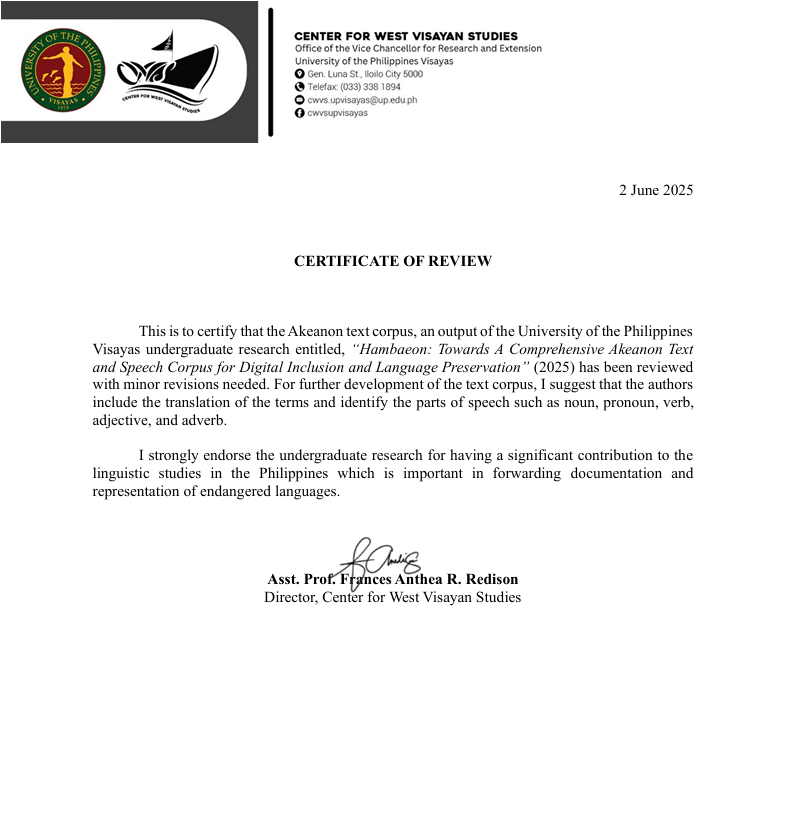 UNIVERSITY OF THE PHILIPPINES
VISAYAS
1979
CENTER FOR WEST VISAYAN STUDIES
CENTER FOR WEST VISAYAN STUDIES
Office of the Vice Chancellor for Research and Extension
University of the Philippines Visayas
Gen. Luna St., Iloilo City 5000
Telefax: (033) 338 1894
cwvs.upvisayas@up.edu.ph
cwvsupvisayas
2 June 2025
CERTIFICATE OF REVIEW
This is to certify that the Akeanon text corpus, an output of the University of the Philippines
Visayas undergraduate research entitled, “Hambaeon: Towards A Comprehensive Akeanon Text
and Speech Corpus for Digital Inclusion and Language Preservation” (2025) has been reviewed
with minor revisions needed. For further development of the text corpus, I suggest that the authors
include the translation of the terms and identify the parts of speech such as noun, pronoun, verb,
adjective, and adverb.
I strongly endorse the undergraduate research for having a significant contribution to the
linguistic studies in the Philippines which is important in forwarding documentation and
representation of endangered languages.
Asst. Prof. Frances Anthea R. Redison
Director, Center for West Visayan Studies